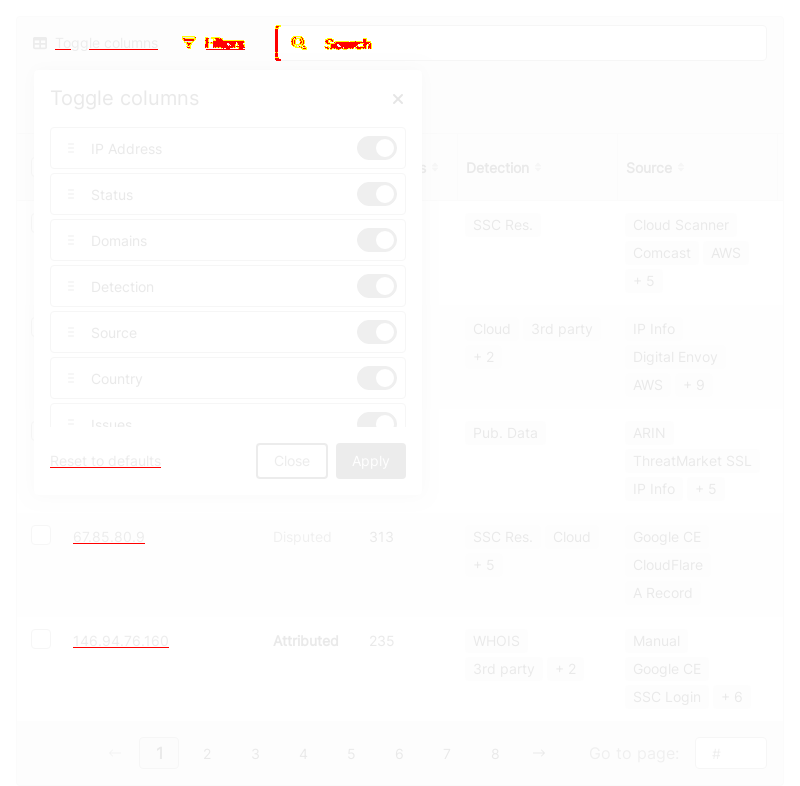 Toggle columns Filters Search
Toggle columns
IP Address
Status
Domains
Detection
Source
Country
Issues
Reset to defaults Close Apply
Detection Source
SSC Res. Cloud Scanner
Comcast AWS
+ 5
Cloud 3rd party IP Info
+ 2 Digital Envoy
AWS + 9
Pub. Data ARIN
ThreatMarket SSL
IP Info + 5
67.85.80.9 Disputed 313 SSC Res. Cloud Google CE
+ 5 CloudFlare
A Record
146.94.76.160 Attributed 235 WHOIS Manual
3rd party + 2 Google CE
SSC Login + 6
← 1 2 3 4 5 6 7 8 → Go to page: #